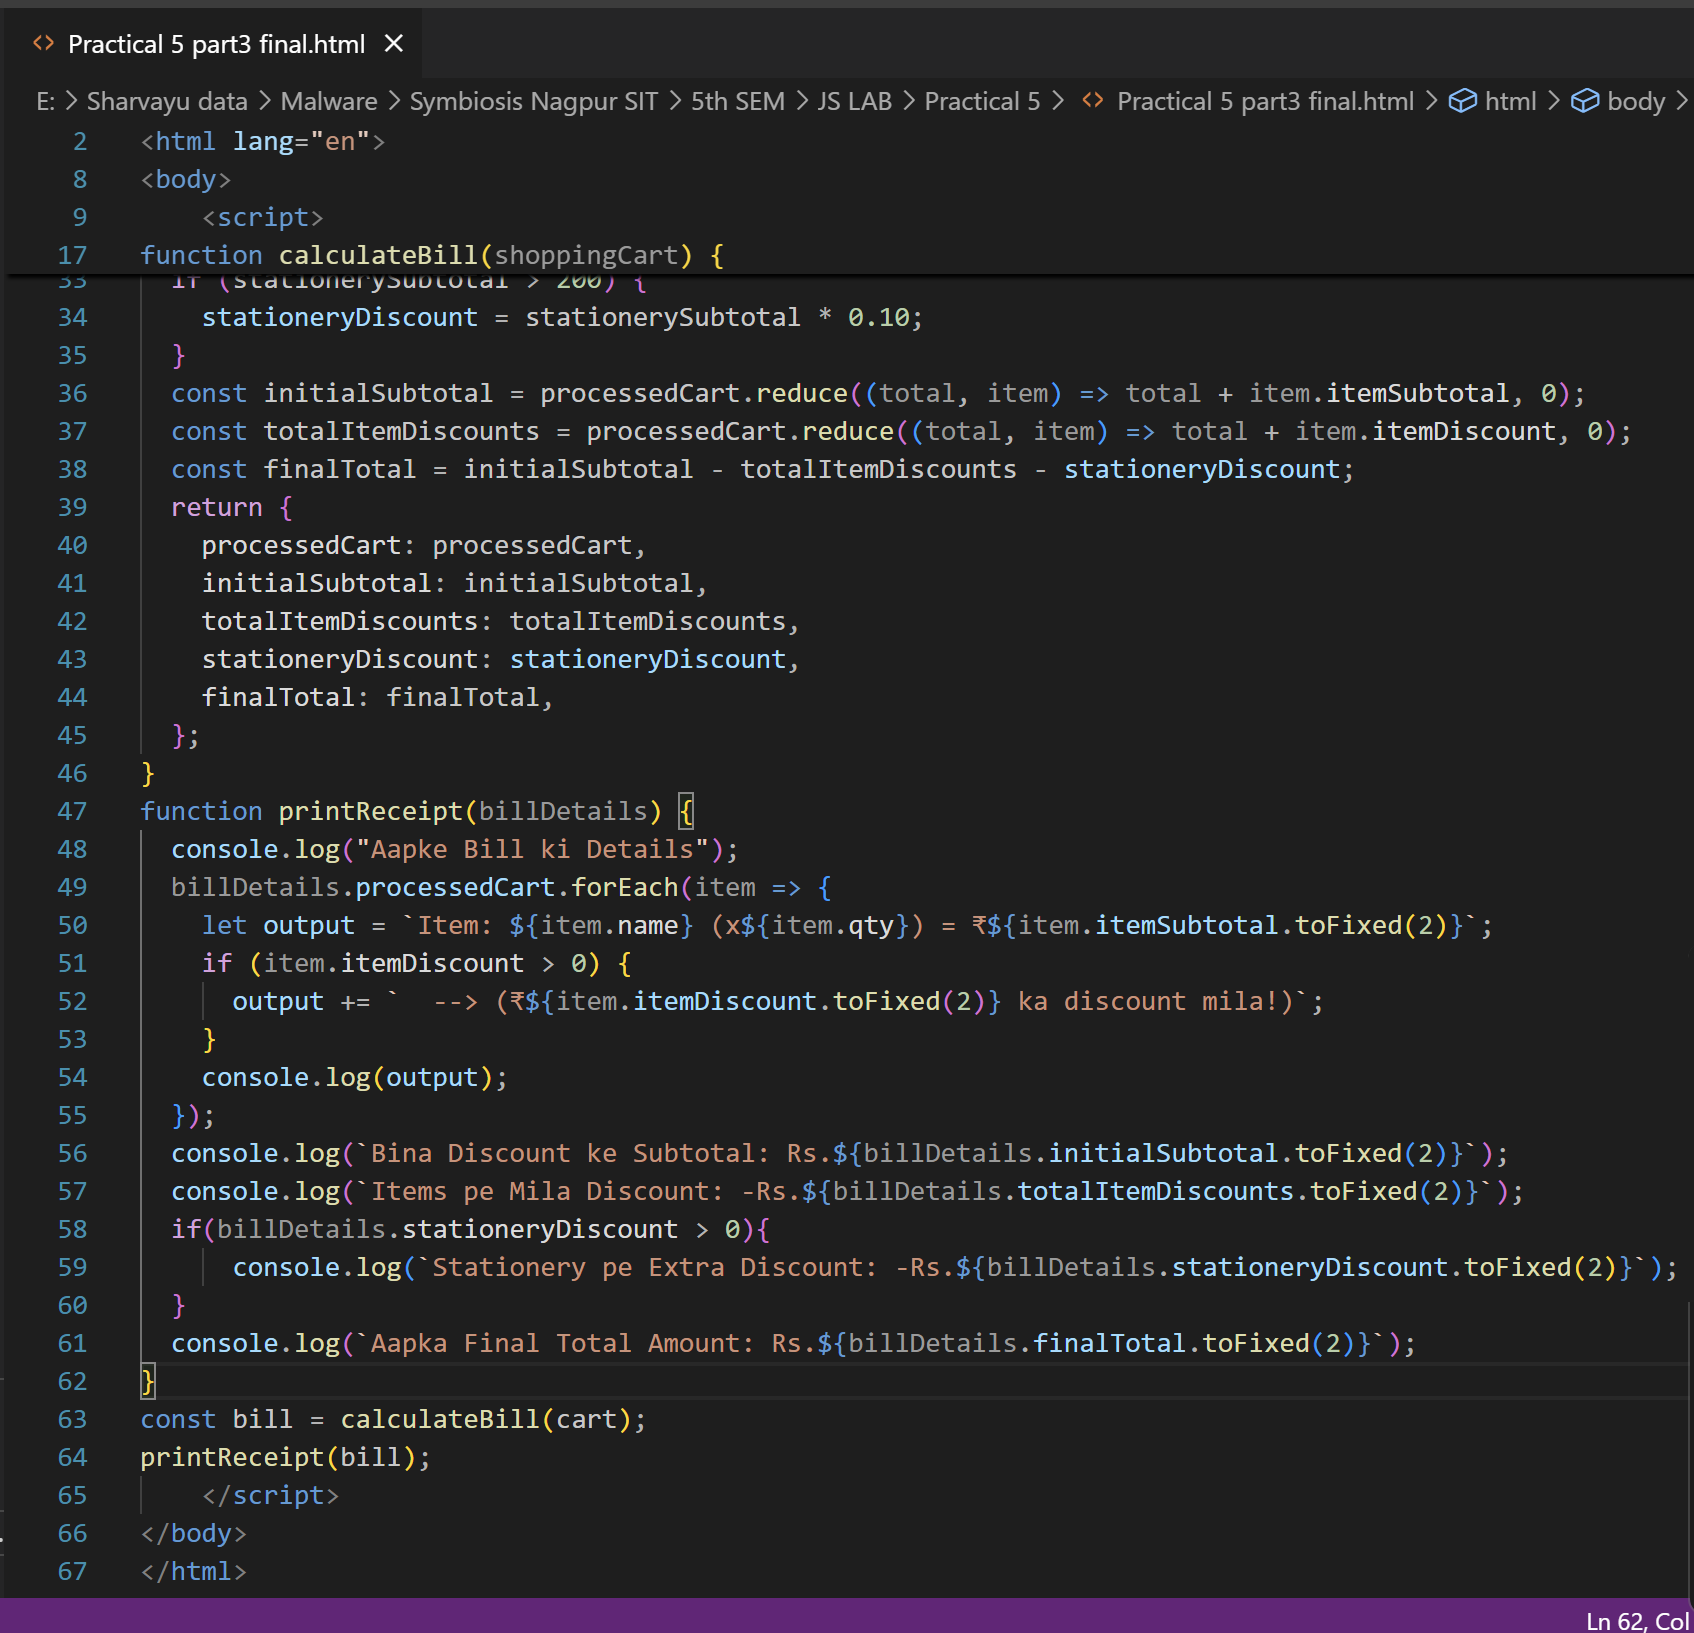 Practical 5 part3 final.html
E: > Sharvayu data > Malware > Symbiosis Nagpur SIT > 5th SEM > JS LAB > Practical 5 > Practical 5 part3 final.html > html > body >
2 <html lang="en">
8 <body>
9 <script>
17 function calculateBill(shoppingCart) {
33 if (stationerySubtotal > 200) {
34 stationeryDiscount = stationerySubtotal * 0.10;
35 }
36 const initialSubtotal = processedCart.reduce((total, item) => total + item.itemSubtotal, 0);
37 const totalItemDiscounts = processedCart.reduce((total, item) => total + item.itemDiscount, 0);
38 const finalTotal = initialSubtotal - totalItemDiscounts - stationeryDiscount;
39 return {
40 processedCart: processedCart,
41 initialSubtotal: initialSubtotal,
42 totalItemDiscounts: totalItemDiscounts,
43 stationeryDiscount: stationeryDiscount,
44 finalTotal: finalTotal,
45 };
46 }
47 function printReceipt(billDetails) {
48 console.log("Aapke Bill ki Details");
49 billDetails.processedCart.forEach(item => {
50 let output = `Item: ${item.name} (x${item.qty}) = ₹${item.itemSubtotal.toFixed(2)}`;
51 if (item.itemDiscount > 0) {
52 output += `  --> (₹${item.itemDiscount.toFixed(2)} ka discount mila!)`;
53 }
54 console.log(output);
55 });
56 console.log(`Bina Discount ke Subtotal: Rs.${billDetails.initialSubtotal.toFixed(2)}`);
57 console.log(`Items pe Mila Discount: -Rs.${billDetails.totalItemDiscounts.toFixed(2)}`);
58 if(billDetails.stationeryDiscount > 0){
59 console.log(`Stationery pe Extra Discount: -Rs.${billDetails.stationeryDiscount.toFixed(2)}`);
60 }
61 console.log(`Aapka Final Total Amount: Rs.${billDetails.finalTotal.toFixed(2)}`);
62 }
63 const bill = calculateBill(cart);
64 printReceipt(bill);
65 </script>
66 </body>
67 </html>
Ln 62, Col